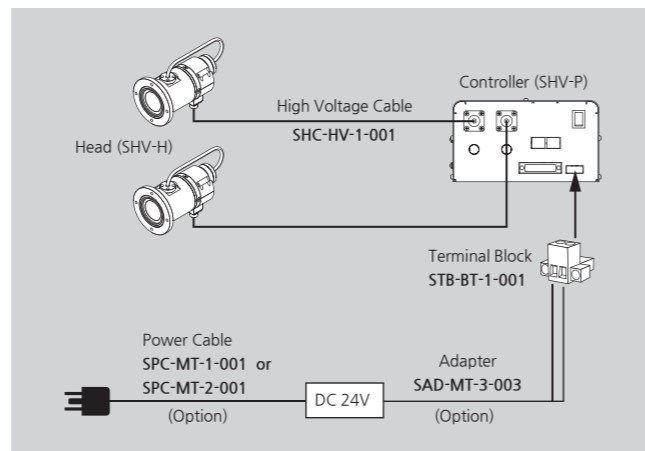 Controller (SHV-P)
High Voltage Cable
SHC-HV-1-001
Head (SHV-H)
Terminal Block
STB-BT-1-001
Power Cable
SPC-MT-1-001 or
SPC-MT-2-001
(Option)
DC 24V
Adapter
SAD-MT-3-003
(Option)